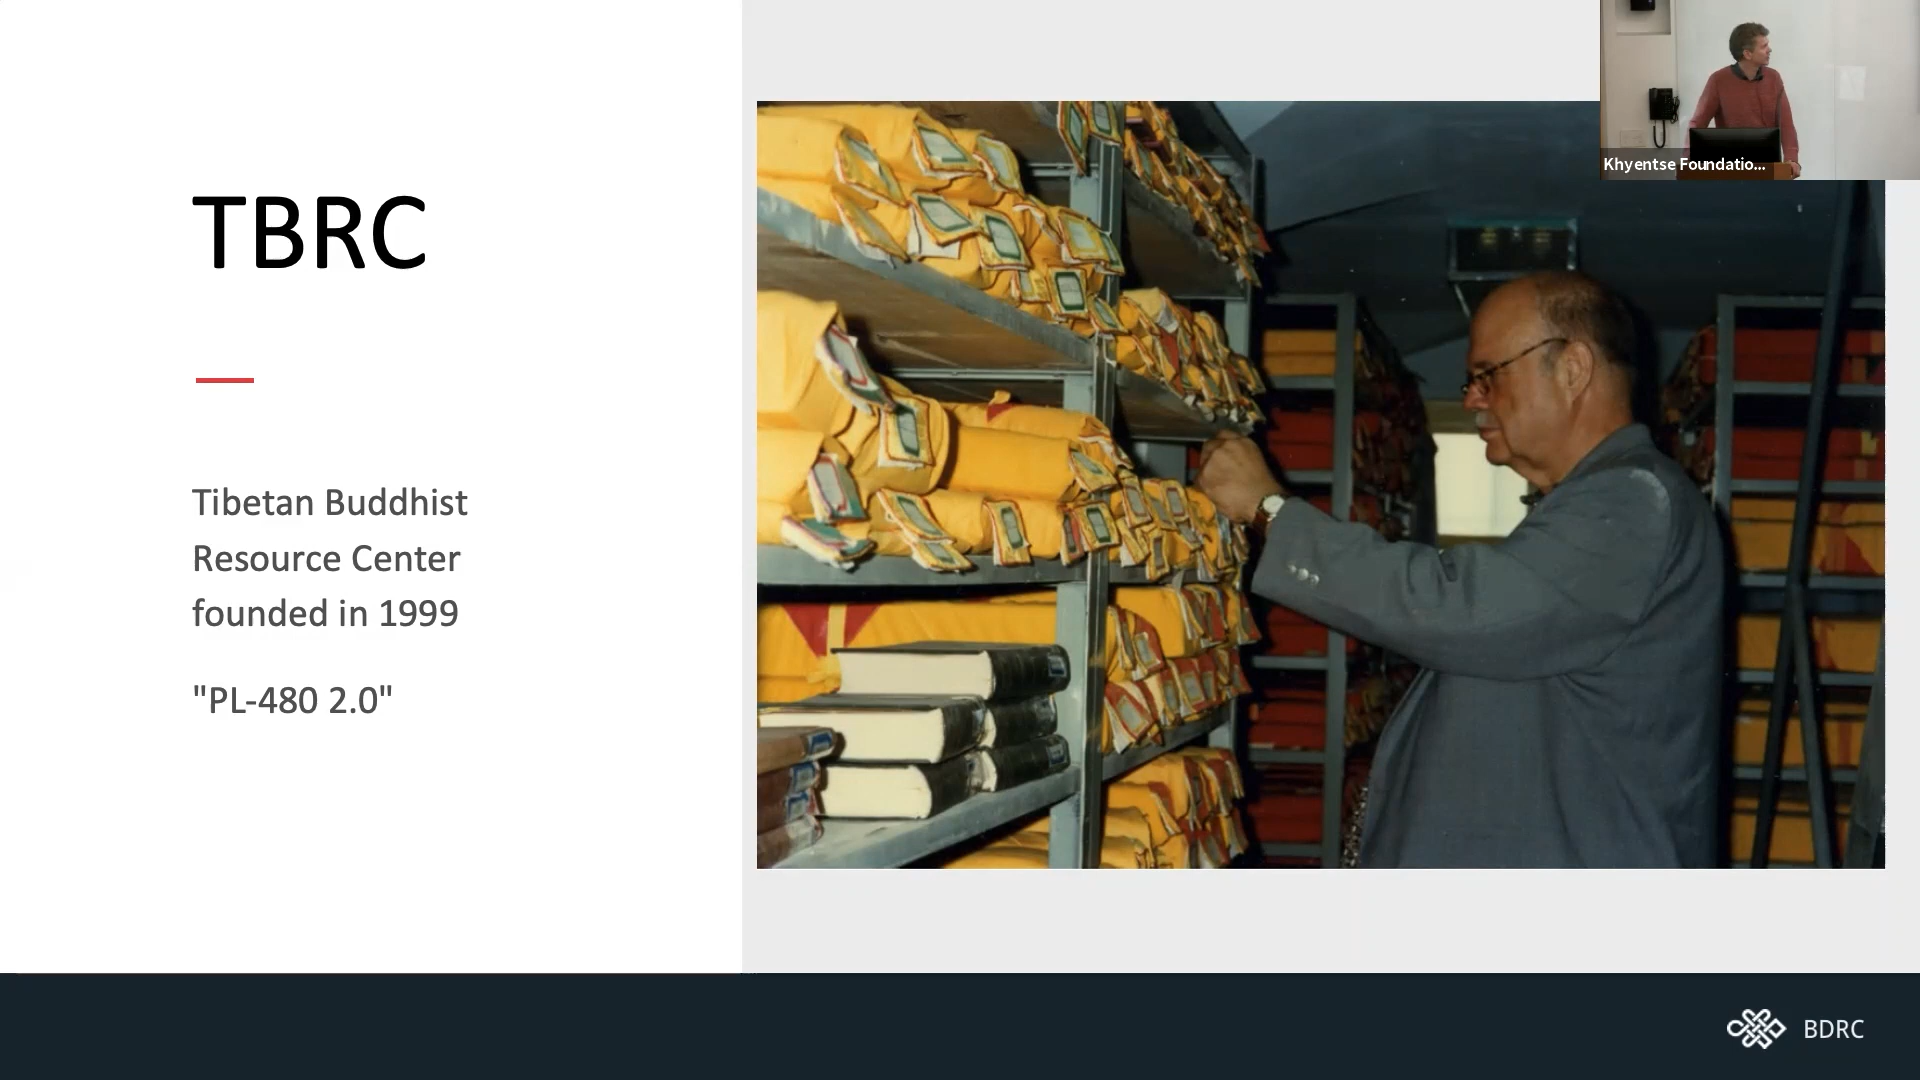 TBRC
Tibetan Buddhist
Resource Center
founded in 1999
"PL-480 2.0"
Khyentse Foundatio...
BDRC